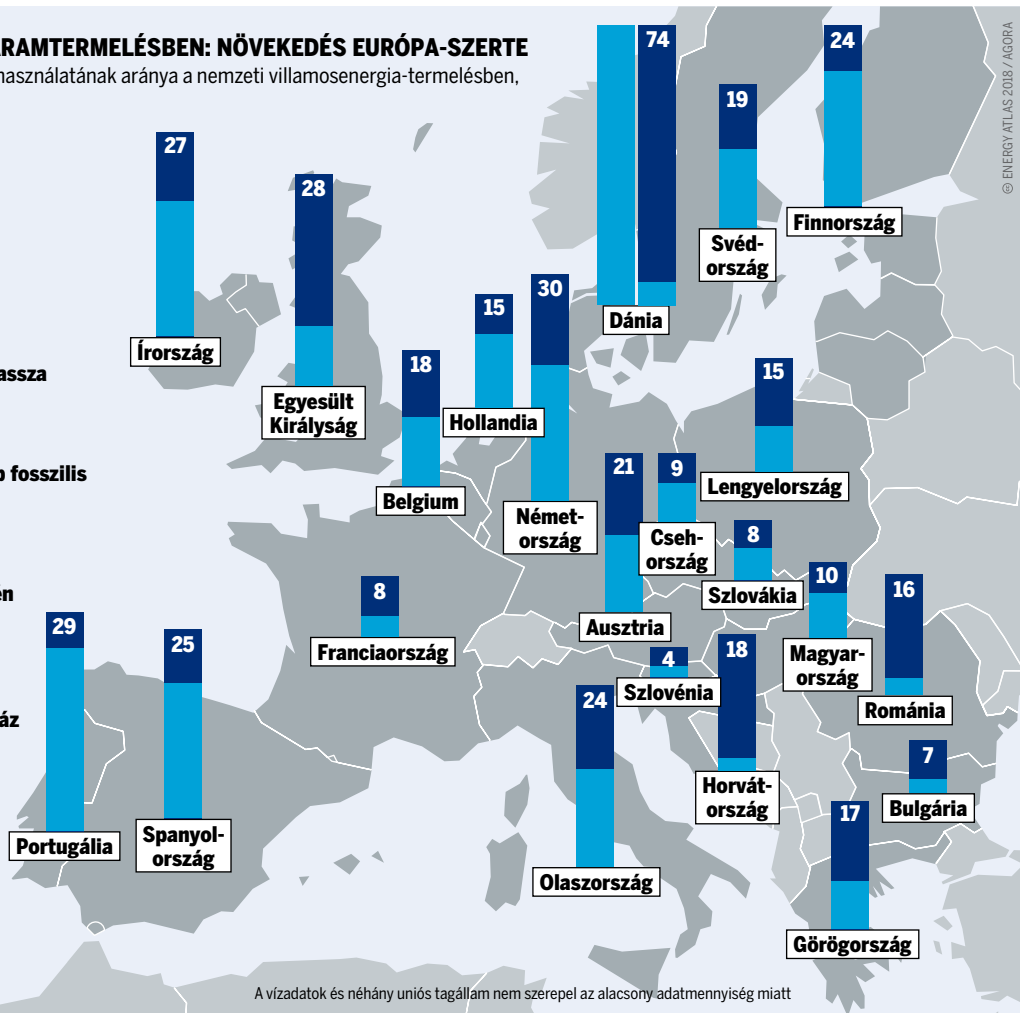 RAMTERMELÉSBEN: NÖVEKEDÉS EURÓPA-SZERTE
használatának aránya a nemzeti villamosenergia-termelésben,
© ENERGY ATLAS 2018 / AGORA
74
24
19
27
28
Finnország
Svéd-
ország
30
15
Dánia
Írország
18
15
assza
Egyesült
Királyság
Hollandia
21
9
b fosszilis
Lengyelország
Belgium
Német-
ország
8
Cseh-
ország
10
16
8
én
Szlovákia
29
25
Ausztria
Franciaország
18
4
Magyar-
ország
Szlovénia
24
Románia
áz
7
Horvát-
ország
Bulgária
17
Portugália
Spanyol-
ország
Olaszország
Görögország
A vízadatok és néhány uniós tagállam nem szerepel az alacsony adatmennyiség miatt